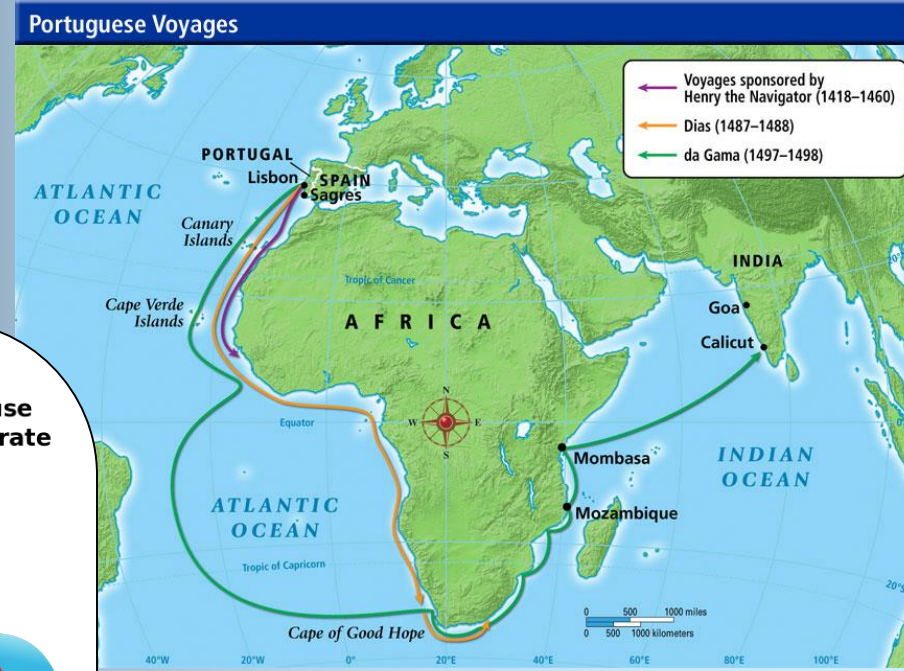 Portuguese Voyages
Voyages sponsored by
Henry the Navigator (1418–1460)
Dias (1487–1488)
da Gama (1497–1498)
PORTUGAL
Lisbon
SPAIN
Sagres
ATLANTIC
OCEAN
Canary
Islands
Tropic of Cancer
INDIA
Cape Verde
Islands
AFRICA
Goa
Calicut
N
W
E
S
Equator
Mombasa
INDIAN
OCEAN
ATLANTIC
OCEAN
Mozambique
Tropic of Capricorn
20°S
0 500 1000 miles
0 500 1000 kilometers
Cape of Good Hope
40°W
20°W
0°
20°E
40°E
60°E
80°E
100°E